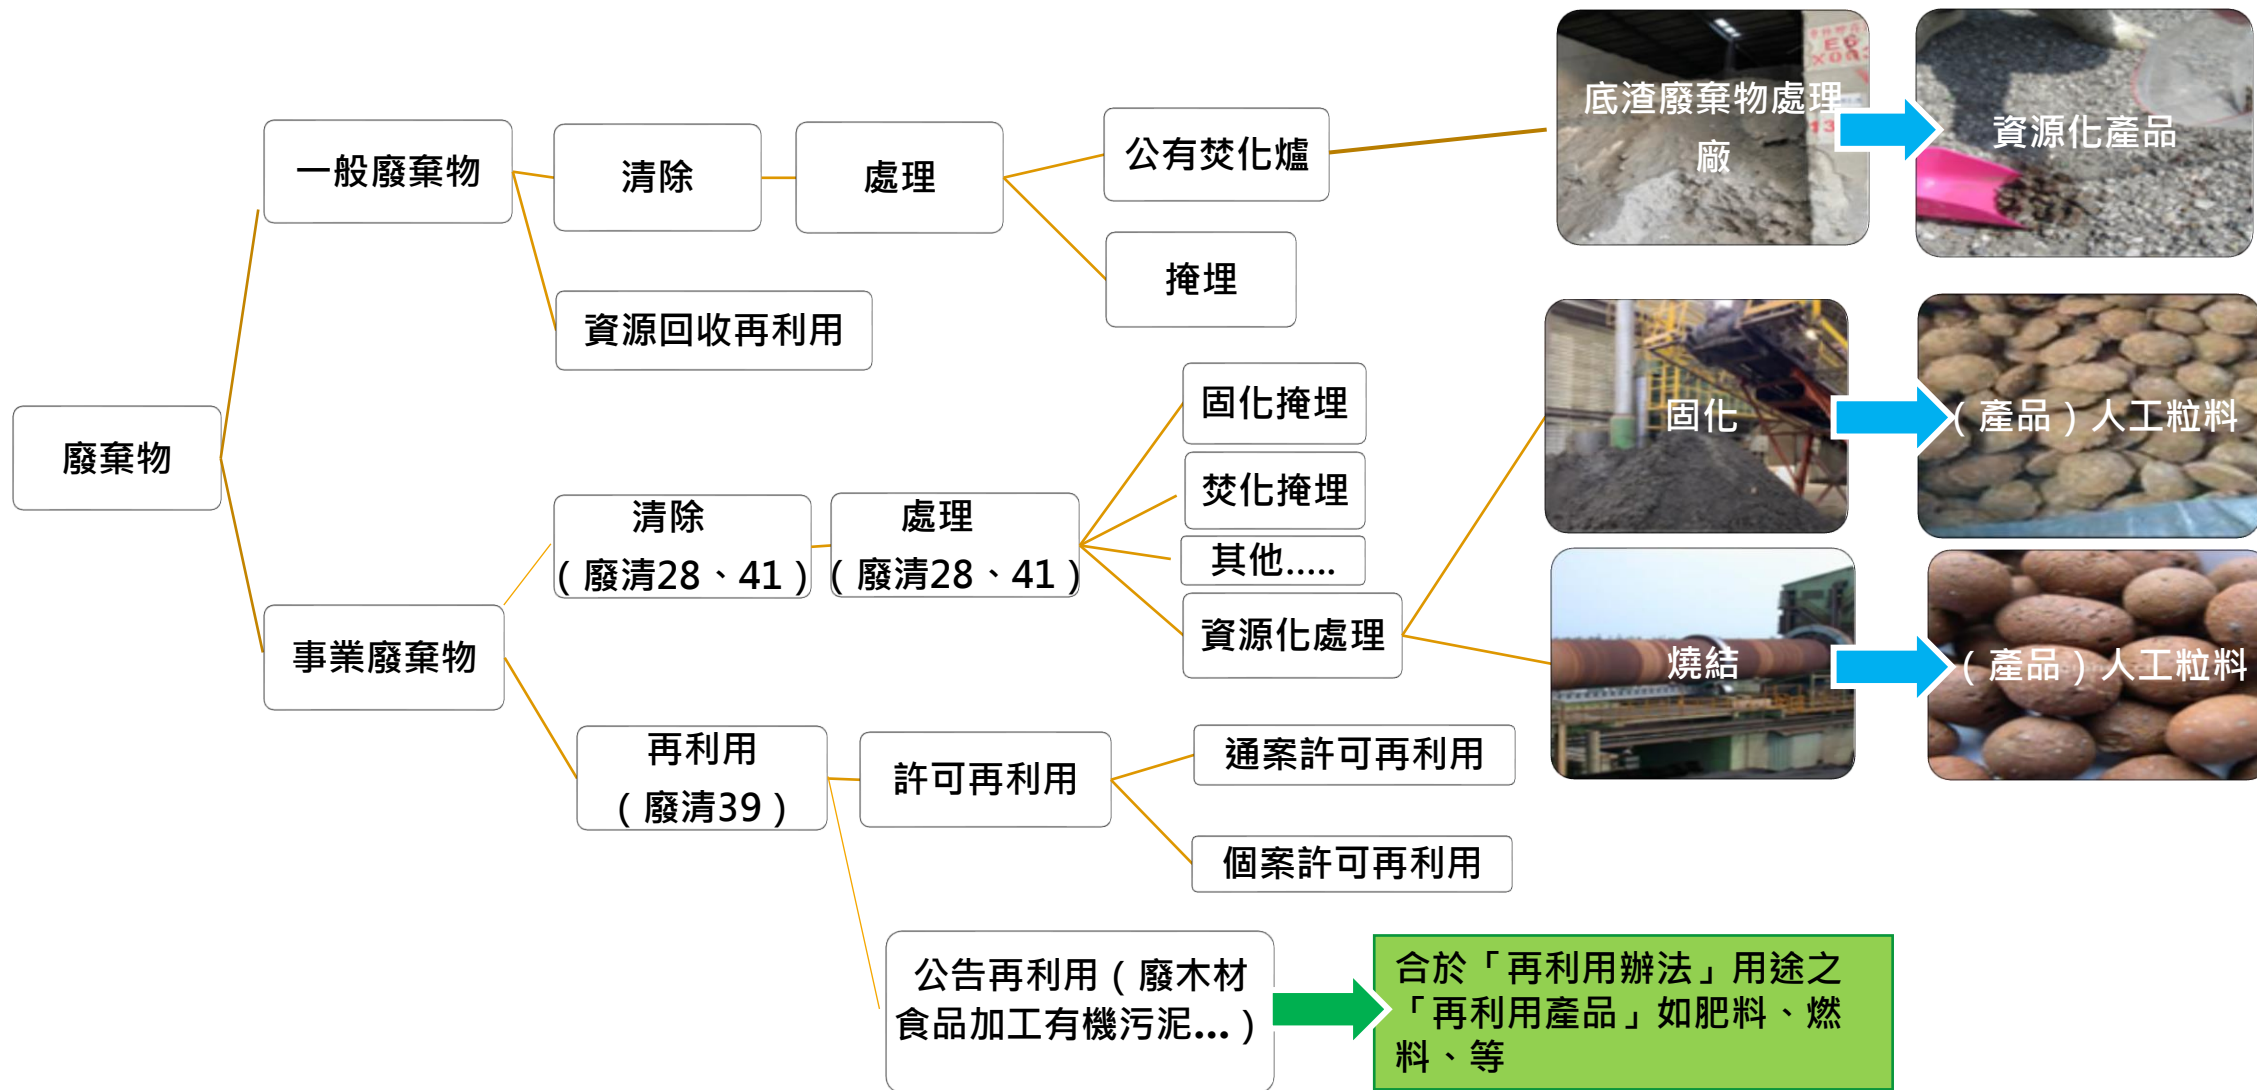 廢棄物
一般廢棄物
清除
處理
公有焚化爐
掩埋
資源回收再利用
底渣廢棄物處理
廠
資源化產品
事業廢棄物
清除
（廢清28、41）
處理
（廢清28、41）
固化掩埋
焚化掩埋
其他.....
資源化處理
固化
（產品）人工粒料
燒結
（產品）人工粒料
再利用
（廢清39）
許可再利用
通案許可再利用
個案許可再利用
公告再利用（廢木材
食品加工有機污泥...）
合於「再利用辦法」用途之
「再利用產品」如肥料、燃
料、等